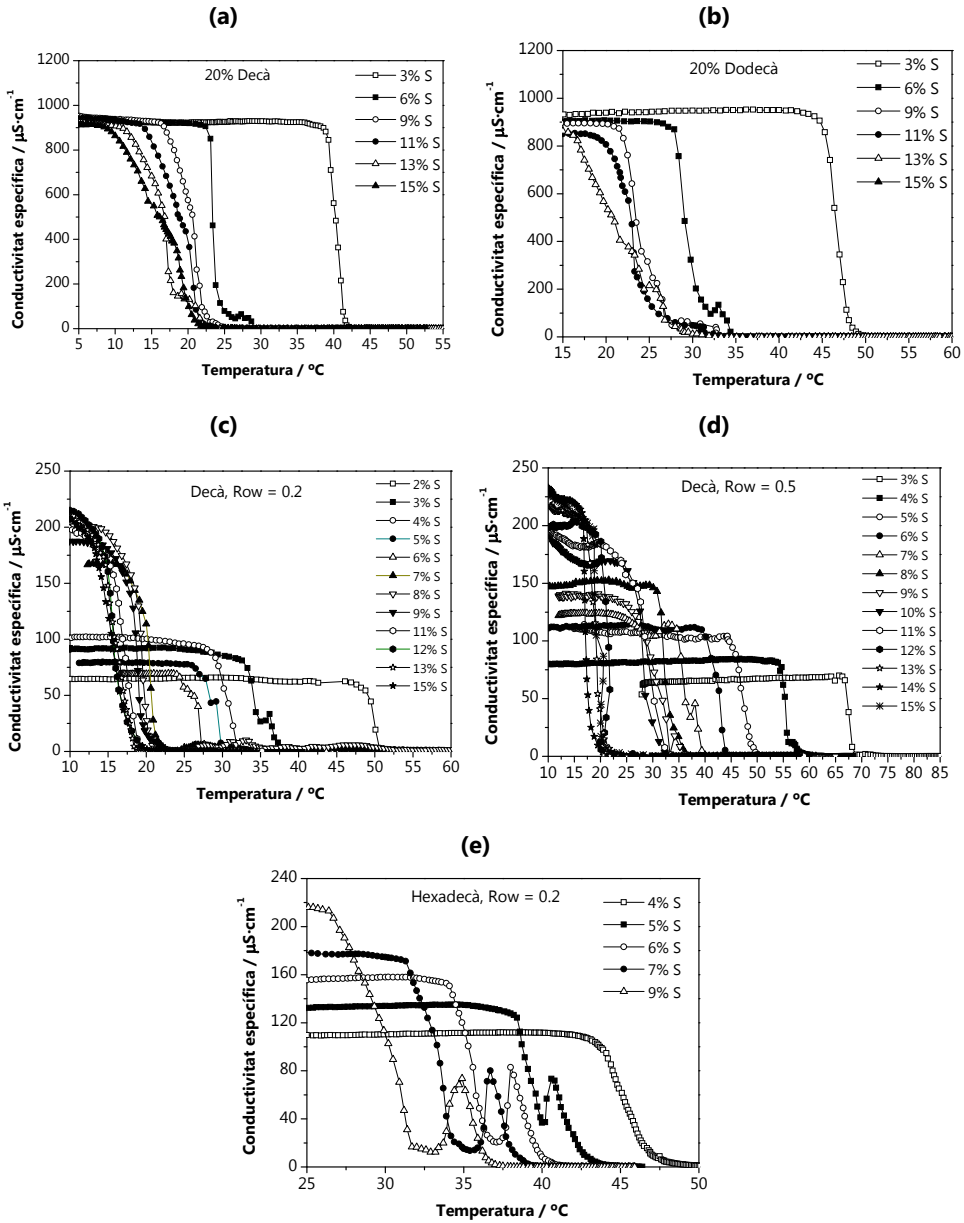 (a)
Conductivitat específica / µS·cm⁻¹
1200
1000
800
600
400
200
0
20% Decà
3% S
6% S
9% S
11% S
13% S
15% S
5 10 15 20 25 30 35 40 45 50 55
Temperatura / ºC
(b)
Conductivitat específica / µS·cm⁻¹
1200
1000
800
600
400
200
0
20% Dodecà
3% S
6% S
9% S
11% S
13% S
15% S
15 20 25 30 35 40 45 50 55 60
Temperatura / ºC
(c)
Conductivitat específica / µS·cm⁻¹
250
200
150
100
50
0
Decà, Row = 0.2
2% S
3% S
4% S
5% S
6% S
7% S
8% S
9% S
11% S
12% S
13% S
15% S
10 15 20 25 30 35 40 45 50 55 60
Temperatura / ºC
(d)
Conductivitat específica / µS·cm⁻¹
250
200
150
100
50
0
Decà, Row = 0.5
3% S
4% S
5% S
6% S
7% S
8% S
9% S
10% S
11% S
12% S
13% S
14% S
15% S
10 15 20 25 30 35 40 45 50 55 60 65 70 75 80 85
Temperatura / ºC
(e)
Conductivitat específica / µS·cm⁻¹
240
200
160
120
80
40
0
Hexadecà, Row = 0.2
4% S
5% S
6% S
7% S
9% S
25 30 35 40 45 50
Temperatura / ºC